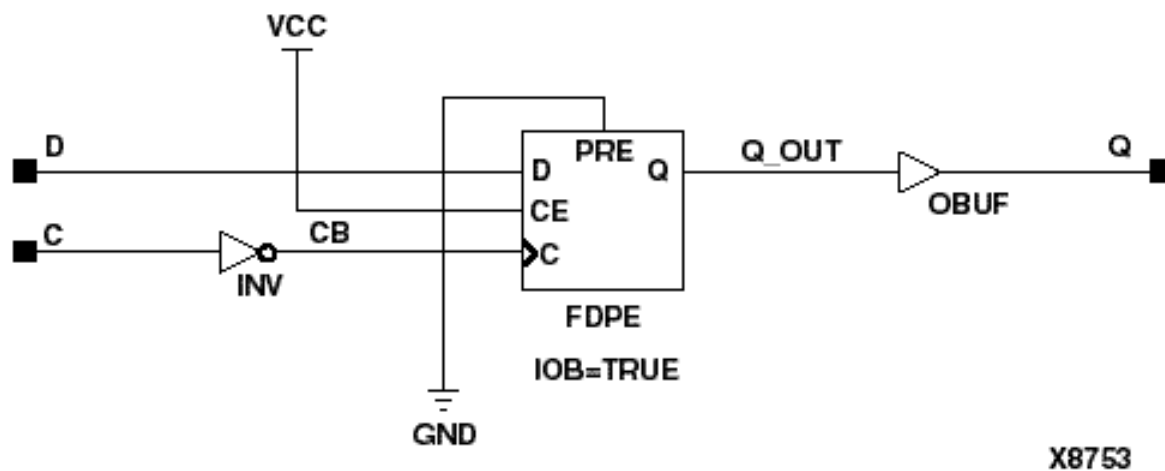 VCC
D
PRE
Q_OUT
Q
D
Q
CE
OBUF
C
CB
C
INV
FDPE
IOB=TRUE
GND
X8753